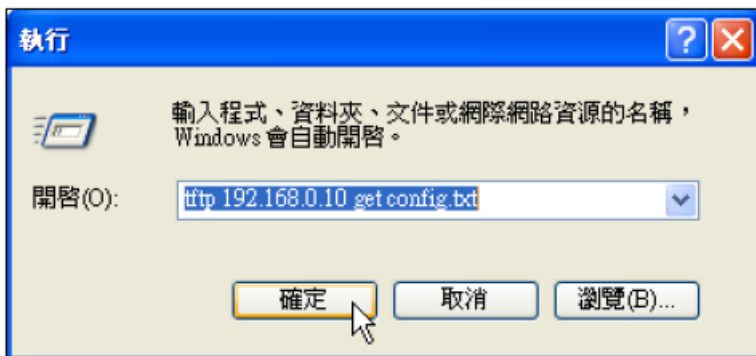 執行
輸入程式、資料夾、文件或網際網路資源的名稱，
Windows 會自動開啓。
開啓(O):
tftp 192.168.0.10 get config.txt
確定
取消
瀏覽(B)...